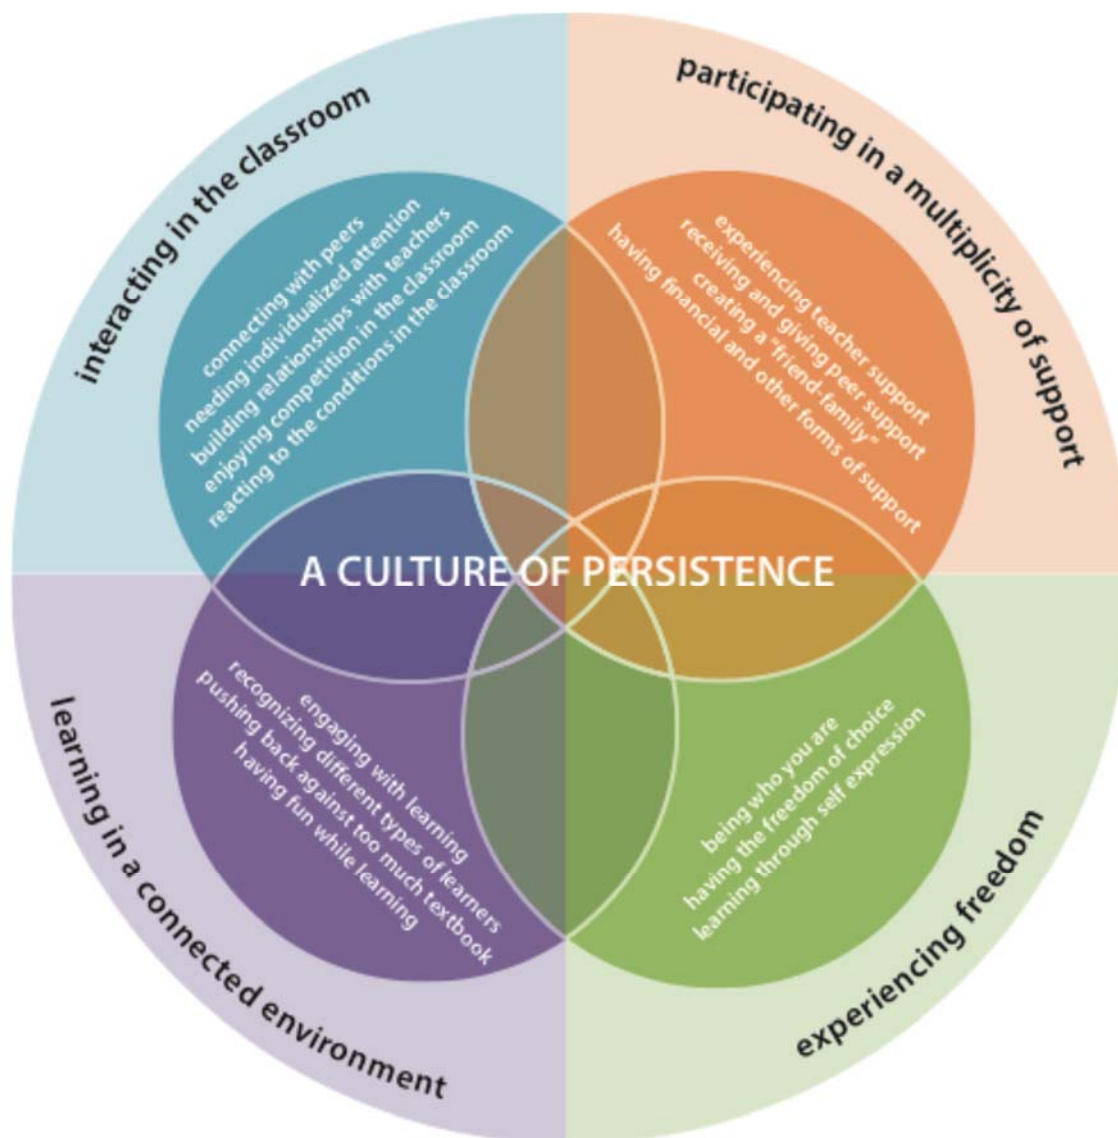 interacting in the classroom
connecting with peers
needing individualized attention
building relationships with teachers
enjoying competition in the classroom
reacting to the conditions in the classroom
participating in a multiplicity of support
experiencing teacher support
receiving and giving peer support
creating a "friend-family"
having financial and other forms of support
A CULTURE OF PERSISTENCE
learning in a connected environment
engaging with learning
recognizing different types of learners
pushing back against too much textbook
having fun while learning
experiencing freedom
being who you are
having the freedom of choice
learning through self expression